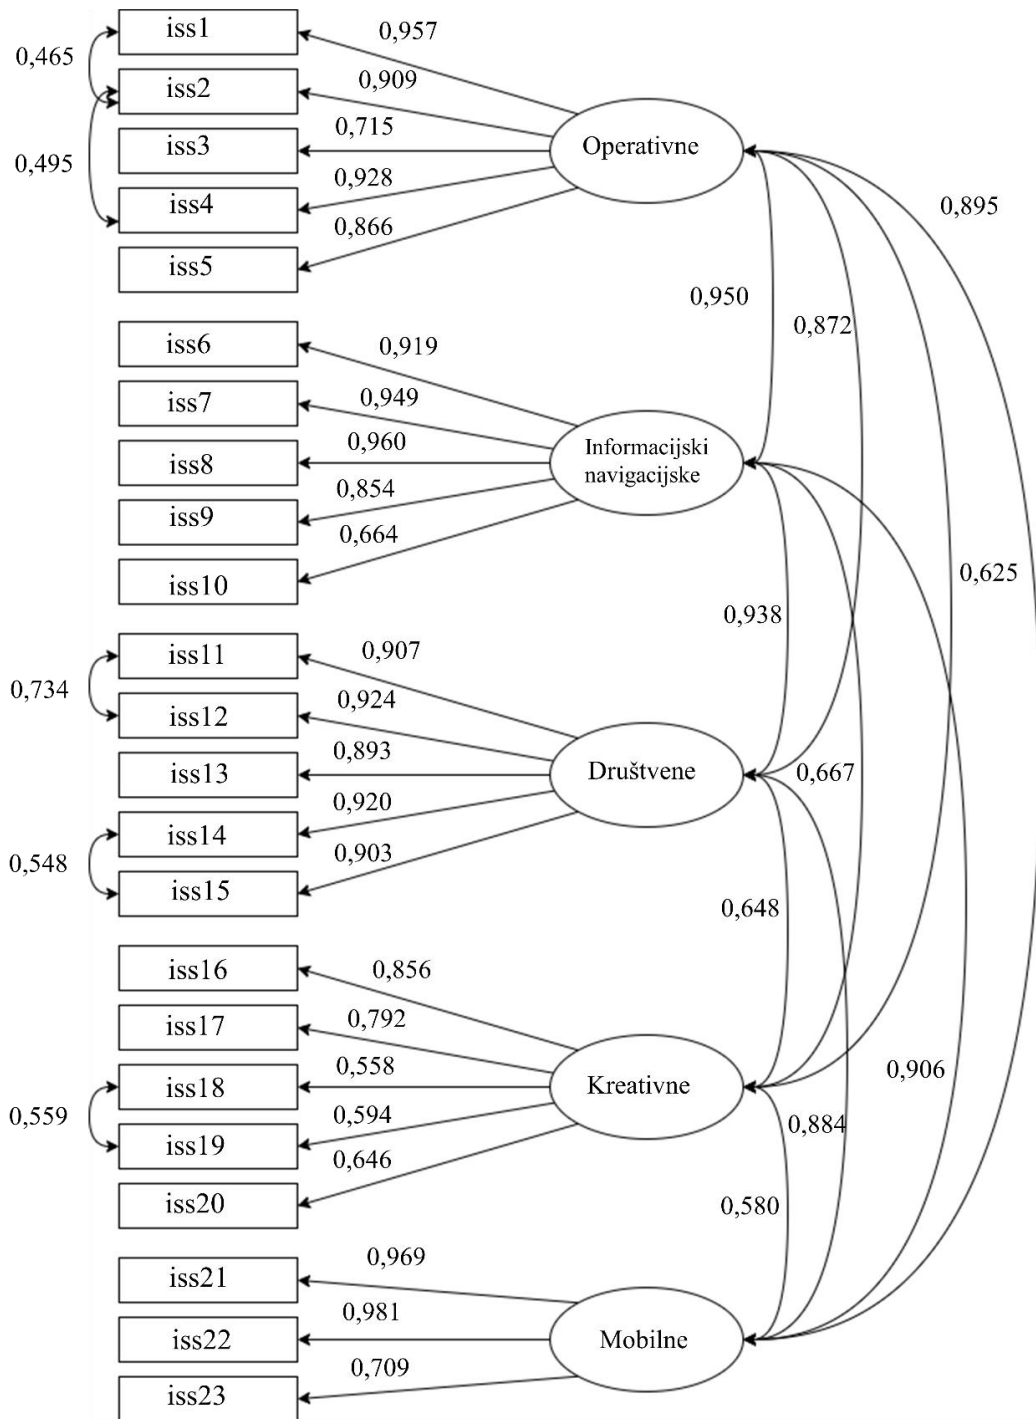 iss1
0,957
0,465
iss2
0,909
iss3
0,715
0,495
iss4
0,928
iss5
0,866
Operativne
0,895
0,950
0,872
iss6
0,919
iss7
0,949
iss8
0,960
iss9
0,854
iss10
0,664
Informacijski
navigacijske
0,625
0,938
iss11
0,907
0,734
iss12
0,924
iss13
0,893
iss14
0,920
0,548
iss15
0,903
Društvene
0,667
0,648
iss16
0,856
iss17
0,792
iss18
0,558
0,559
iss19
0,594
iss20
0,646
Kreativne
0,906
0,884
0,580
iss21
0,969
iss22
0,981
iss23
0,709
Mobilne